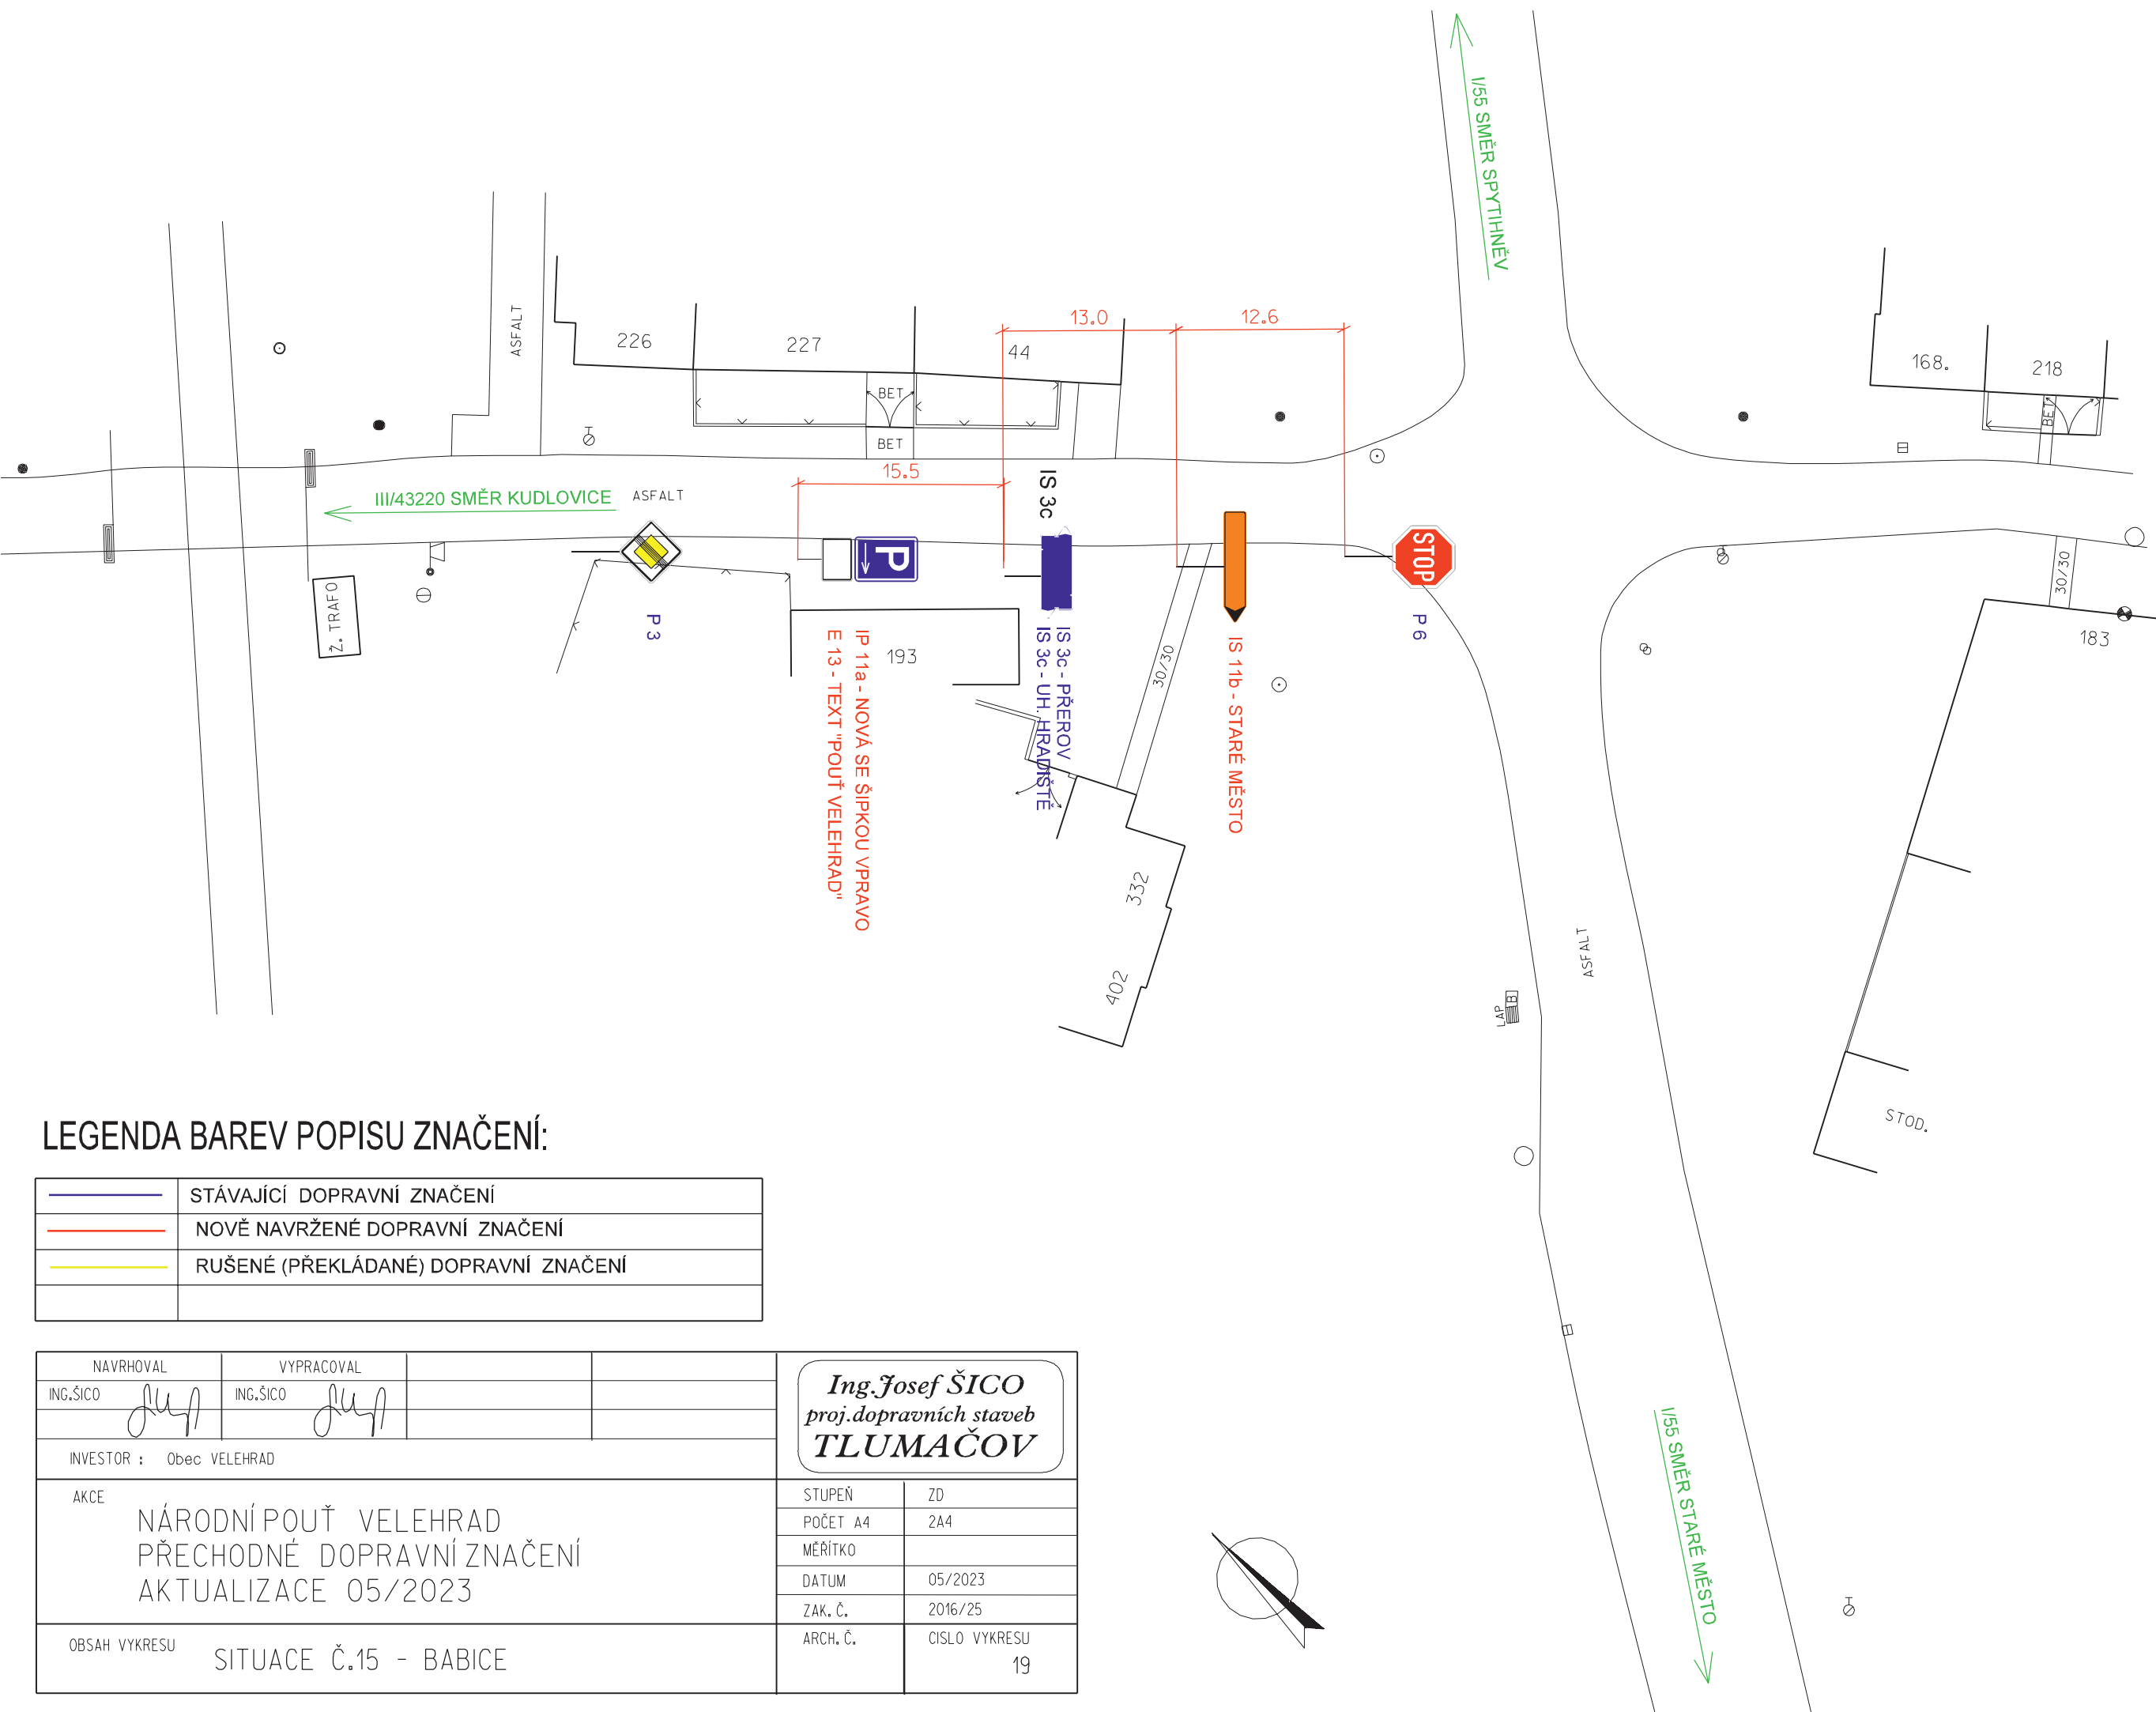 I/55 SMĚR SPYTIHNĚV
13.0
12.6
ASFALT
226
227
44
168.
218
BET
BET
BET
15.5
IS 3c
III/43220 SMĚR KUDLOVICE
ASFALT
P
STOP
Ž. TRAFO
P 3
IP 11a - NOVÁ SE ŠIPKOU VPRAVO
E 13 - TEXT "POUŤ VELEHRAD"
193
IS 3c - PŘEROV
IS 3c - UH. HRADIŠTĚ
30/30
IS 11b - STARÉ MĚSTO
P 6
30/30
183
332
402
ASFALT
LAP
B
STOD.
I/55 SMĚR STARÉ MĚSTO
LEGENDA BAREV POPISU ZNAČENÍ:
STÁVAJÍCÍ DOPRAVNÍ ZNAČENÍ
NOVĚ NAVRŽENÉ DOPRAVNÍ ZNAČENÍ
RUŠENÉ (PŘEKLÁDANÉ) DOPRAVNÍ ZNAČENÍ
NAVRHOVAL
VYPRACOVAL
ING.ŠICO
ING.ŠICO
INVESTOR : Obec VELEHRAD
Ing.Josef ŠICO
proj.dopravních staveb
TLUMAČOV
AKCE
NÁRODNÍ POUŤ VELEHRAD
PŘECHODNÉ DOPRAVNÍ ZNAČENÍ
AKTUALIZACE 05/2023
STUPEŇ ZD
POČET A4 2A4
MĚŘÍTKO
DATUM 05/2023
ZAK. Č. 2016/25
ARCH. Č.
CISLO VYKRESU
19
OBSAH VYKRESU
SITUACE Č.15 - BABICE